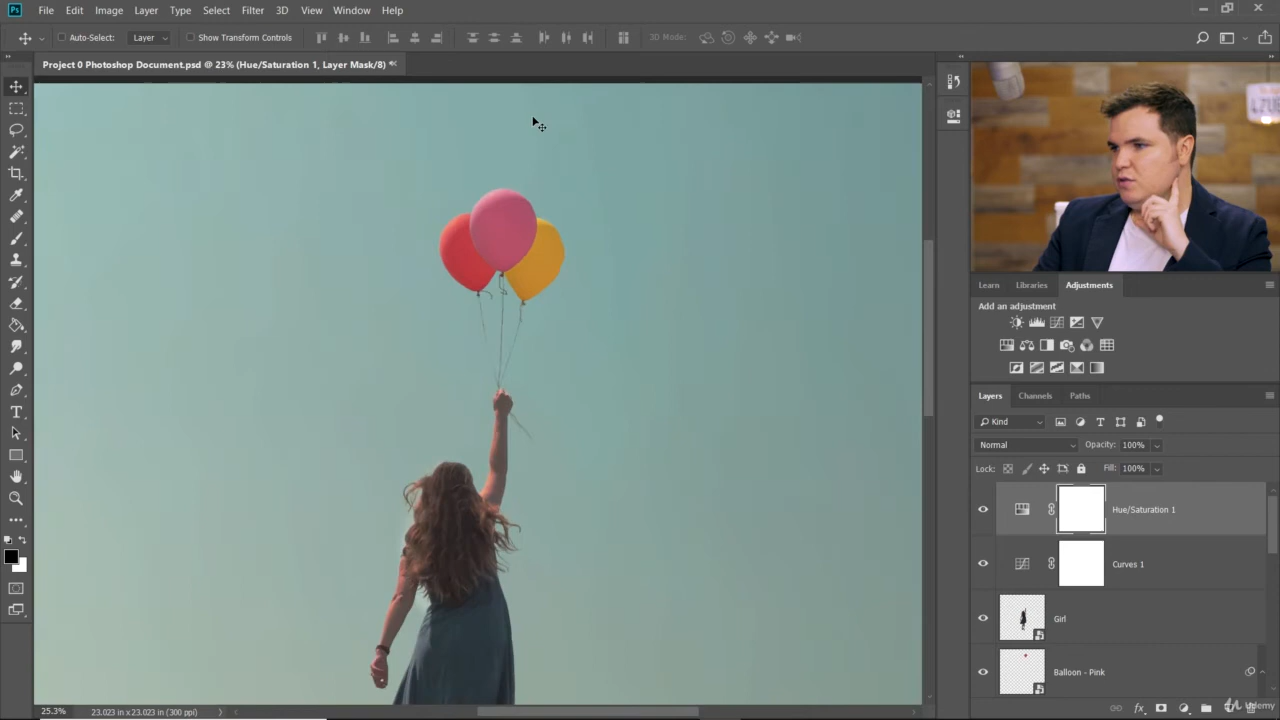 Ps File Edit Image Layer Type Select Filter 3D View Window Help
Auto-Select: Layer Show Transform Controls 3D Mode:
Project 0 Photoshop Document.psd @ 23% (Hue/Saturation 1, Layer Mask/8) *
Learn Libraries Adjustments
Add an adjustment
Layers Channels Paths
Kind
Normal Opacity: 100%
Lock: Fill: 100%
Hue/Saturation 1
Curves 1
Girl
Balloon - Pink
25.3% 23.023 in x 23.023 in (300 ppi)
Udemy